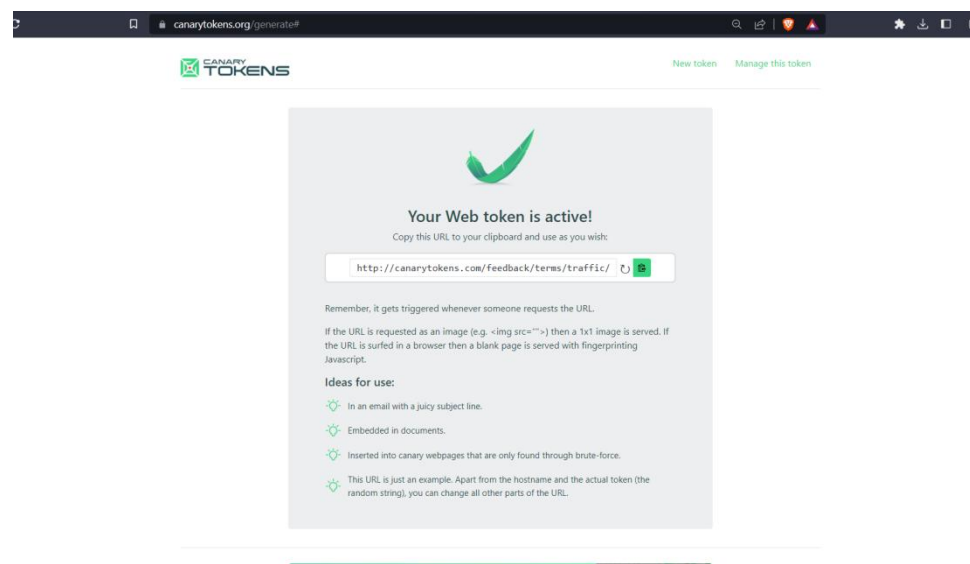 canarytokens.org/generate#
CANARY
TOKENS
New token Manage this token
Your Web token is active!
Copy this URL to your clipboard and use as you wish:
http://canarytokens.com/feedback/terms/traffic/
Remember, it gets triggered whenever someone requests the URL.
If the URL is requested as an image (e.g. <img src="">) then a 1x1 image is served. If
the URL is surfed in a browser then a blank page is served with fingerprinting
Javascript.
Ideas for use:
In an email with a juicy subject line.
Embedded in documents.
Inserted into canary webpages that are only found through brute-force.
This URL is just an example. Apart from the hostname and the actual token (the
random string), you can change all other parts of the URL.